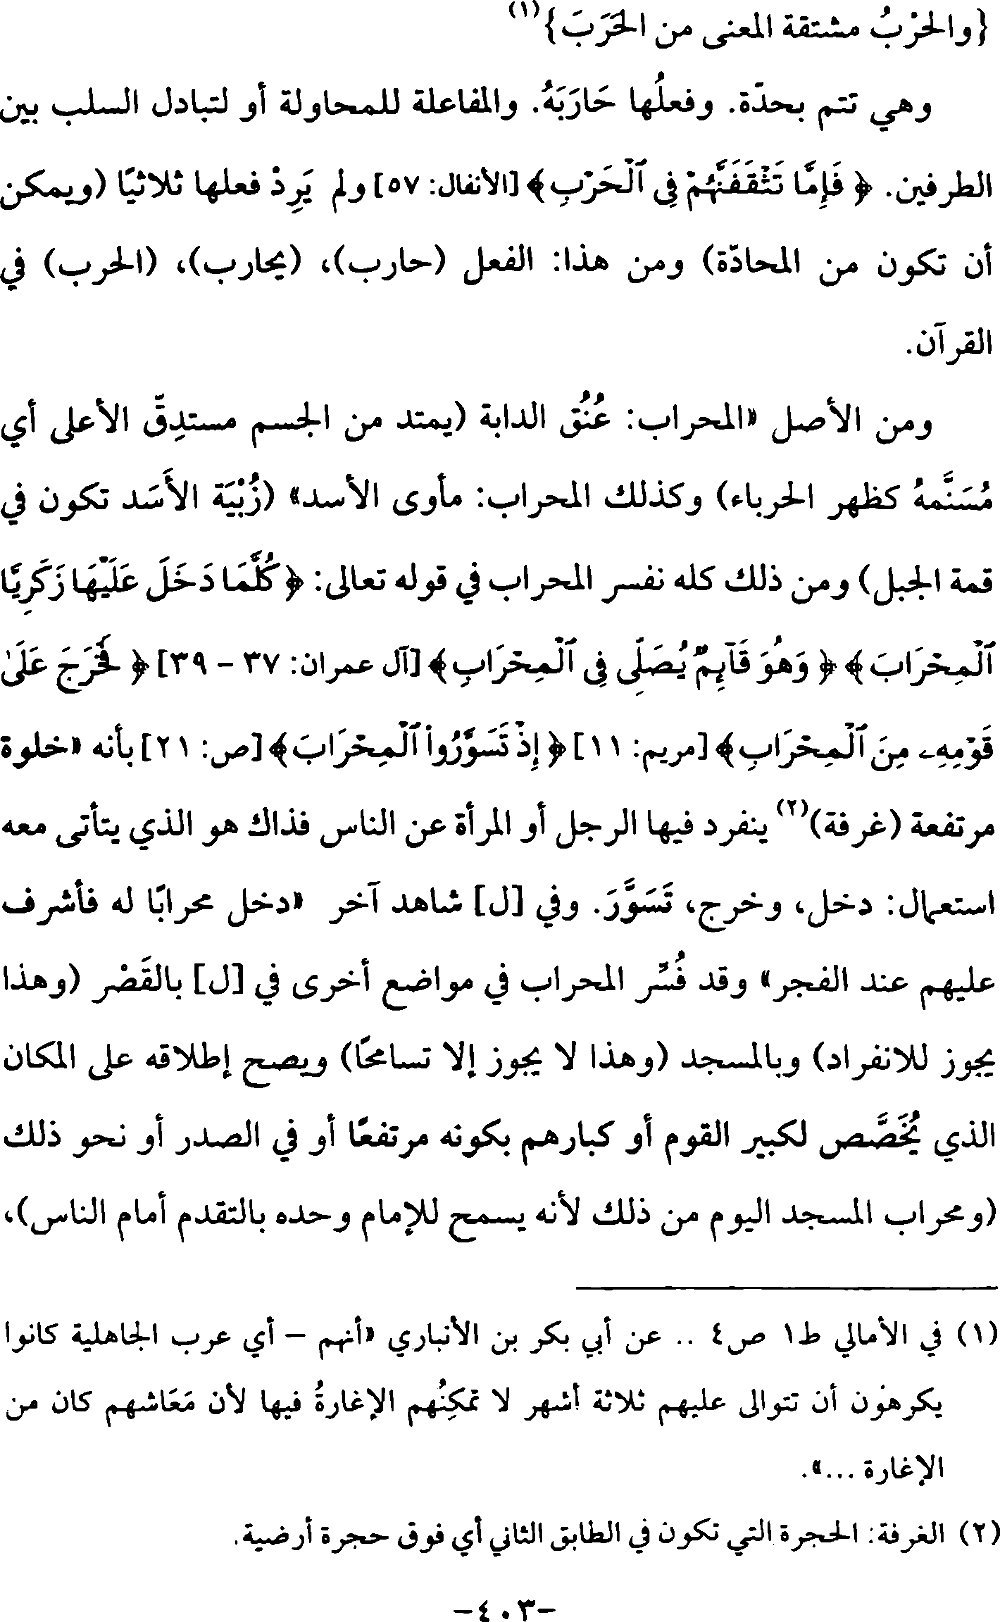 {والحَرْبُ مشتقة المعنى من الحَرَبَ}(١)
وهي تتم بحدّة. وفعلُها حَارَبَهُ. والمفاعلة للمحاولة أو لتبادل السلب بين
الطرفين. ﴿ فَإِمَّا تَثْقَفَنَّهُمْ فِي ٱلْحَرْبِ ﴾ [الأنفال: ٥٧] ولم يَرِدْ فعلها ثلاثيًا (ويمكن
أن تكون من المحادّة) ومن هذا: الفعل (حارب)، (يحارب)، (الحرب) في
القرآن.
ومن الأصل «المحراب: عُنُق الدابة (يمتد من الجسم مستدِقّ الأعلى أي
مُسَنَّمهُ كظهر الحرباء) وكذلك المحراب: مأوى الأسد» (زُبْيَة الأَسَد تكون في
قمة الجبل) ومن ذلك كله نفسر المحراب في قوله تعالى: ﴿ كُلَّمَا دَخَلَ عَلَيْهَا زَكَرِيَّا
ٱلْمِحْرَابَ ﴾ ﴿ وَهُوَ قَآئِمٌ يُصَلِّى فِى ٱلْمِحْرَابِ ﴾ [آل عمران: ٣٧ - ٣٩] ﴿ فَخَرَجَ عَلَىٰ
قَوْمِهِۦ مِنَ ٱلْمِحْرَابِ ﴾ [مريم: ١١] ﴿ إِذْ تَسَوَّرُوا۟ ٱلْمِحْرَابَ ﴾ [ص: ٢١] بأنه «خلوة
مرتفعة (غرفة)(٢) ينفرد فيها الرجل أو المرأة عن الناس فذاك هو الذي يتأتى معه
استعمال: دخل، وخرج، تَسَوَّرَ. وفي [ل] شاهد آخر «دخل محرابًا له فأشرف
عليهم عند الفجر» وقد فُسِّر المحراب في مواضع أخرى في [ل] بالقَصْر (وهذا
يجوز للانفراد) وبالمسجد (وهذا لا يجوز إلا تسامحًا) ويصح إطلاقه على المكان
الذي يُخَصَّص لكبير القوم أو كبارهم بكونه مرتفعًا أو في الصدر أو نحو ذلك
(ومحراب المسجد اليوم من ذلك لأنه يسمح للإمام وحده بالتقدم أمام الناس)،
(١) في الأمالي ط١ ص٤ .. عن أبي بكر بن الأنباري «أنهم – أي عرب الجاهلية كانوا
يكرهون أن تتوالى عليهم ثلاثة أشهر لا تمكِنُهم الإغارةُ فيها لأن مَعَاشهم كان من
الإغارة ...».
(٢) الغرفة: الحجرة التي تكون في الطابق الثاني أي فوق حجرة أرضية.
-٤٠٣-